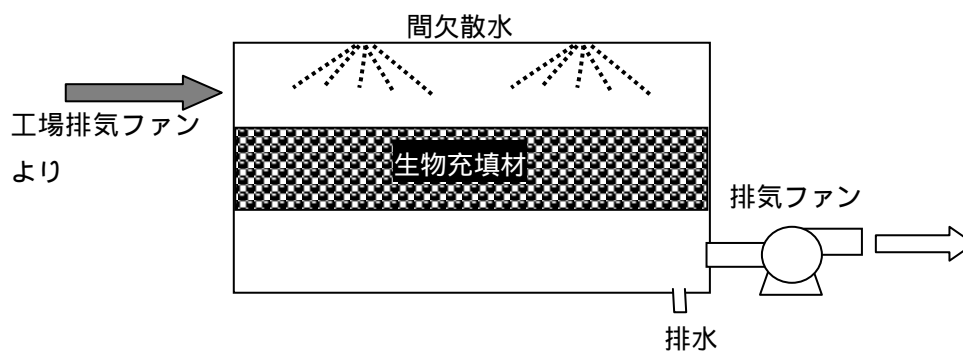 間欠散水
工場排気ファン
より
生物充填材
排気ファン
排水